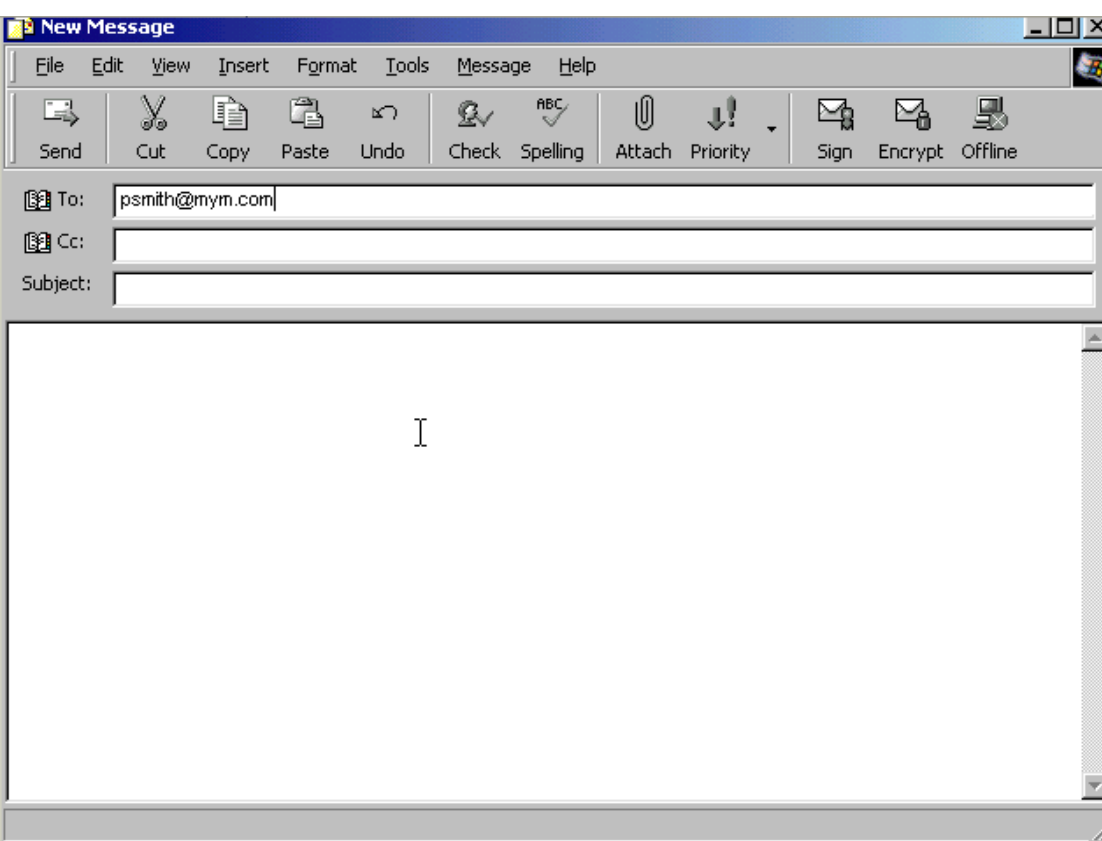 New Message
File Edit View Insert Format Tools Message Help
ABC
Send Cut Copy Paste Undo Check Spelling Attach Priority Sign Encrypt Offline
To: psmith@mym.com
Cc:
Subject: